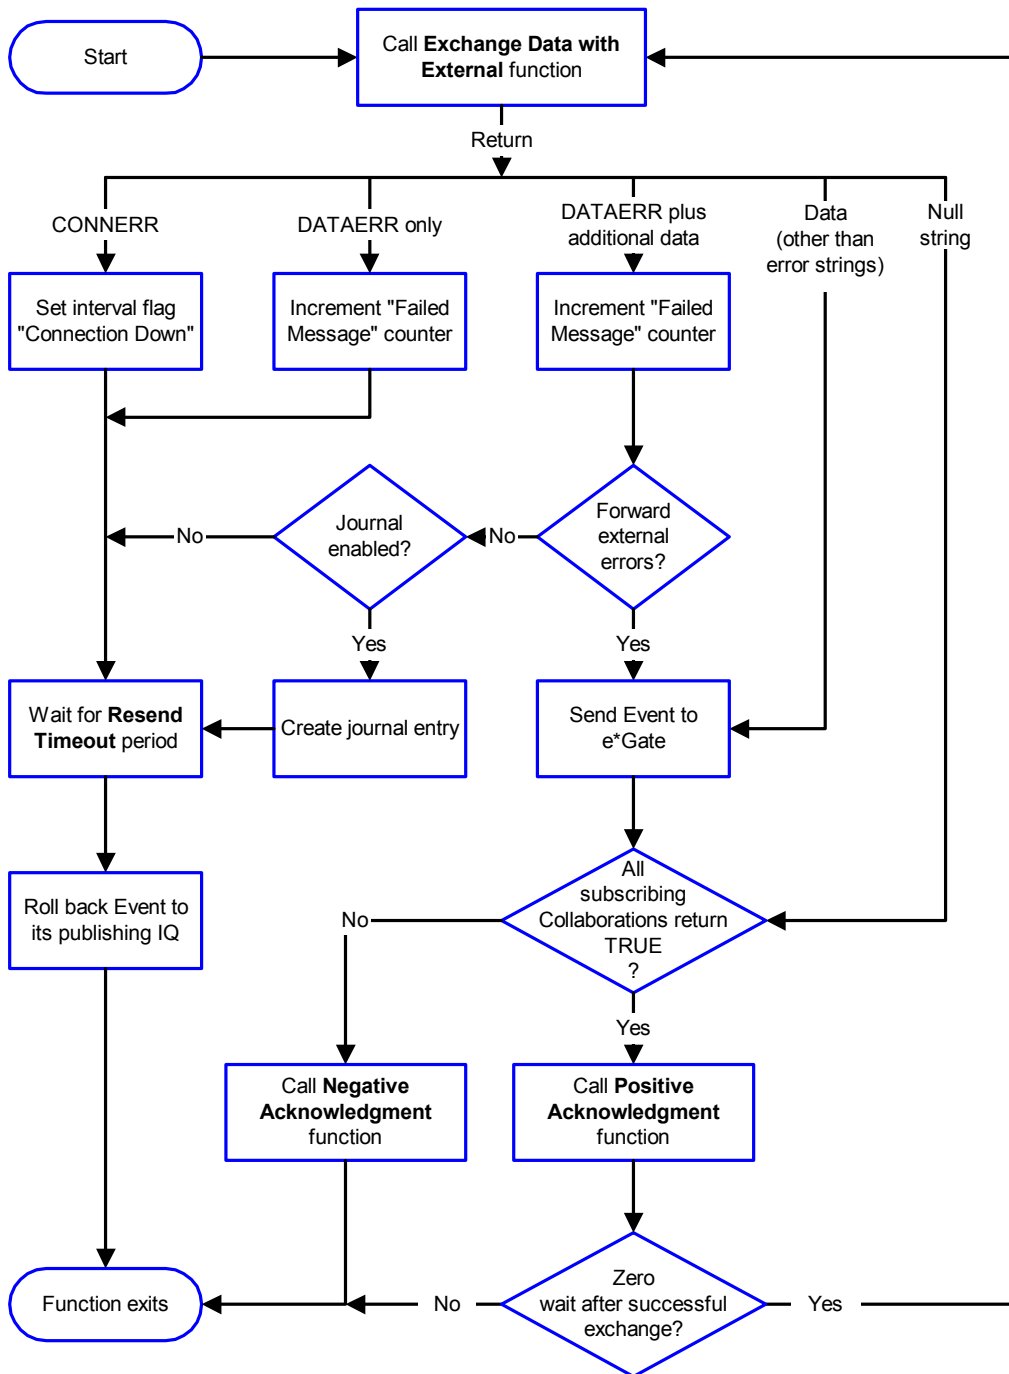 Start
Call Exchange Data with
External function
Return
CONNERR
DATAERR only
DATAERR plus
additional data
Data
(other than
error strings)
Null
string
Set interval flag
"Connection Down"
Increment "Failed
Message" counter
Increment "Failed
Message" counter
No
Journal
enabled?
No
Forward
external
errors?
Yes
Yes
Wait for Resend
Timeout period
Create journal entry
Send Event to
e*Gate
Roll back Event to
its publishing IQ
No
All
subscribing
Collaborations return
TRUE
?
Yes
Call Negative
Acknowledgment
function
Call Positive
Acknowledgment
function
Function exits
No
Zero
wait after successful
exchange?
Yes